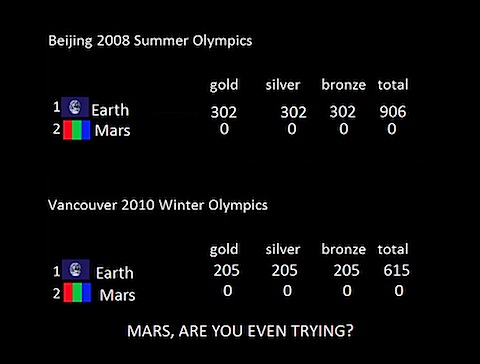 Beijing 2008 Summer Olympics
gold silver bronze total
1 Earth 302 302 302 906
2 Mars 0 0 0 0
Vancouver 2010 Winter Olympics
gold silver bronze total
1 Earth 205 205 205 615
2 Mars 0 0 0 0
MARS, ARE YOU EVEN TRYING?